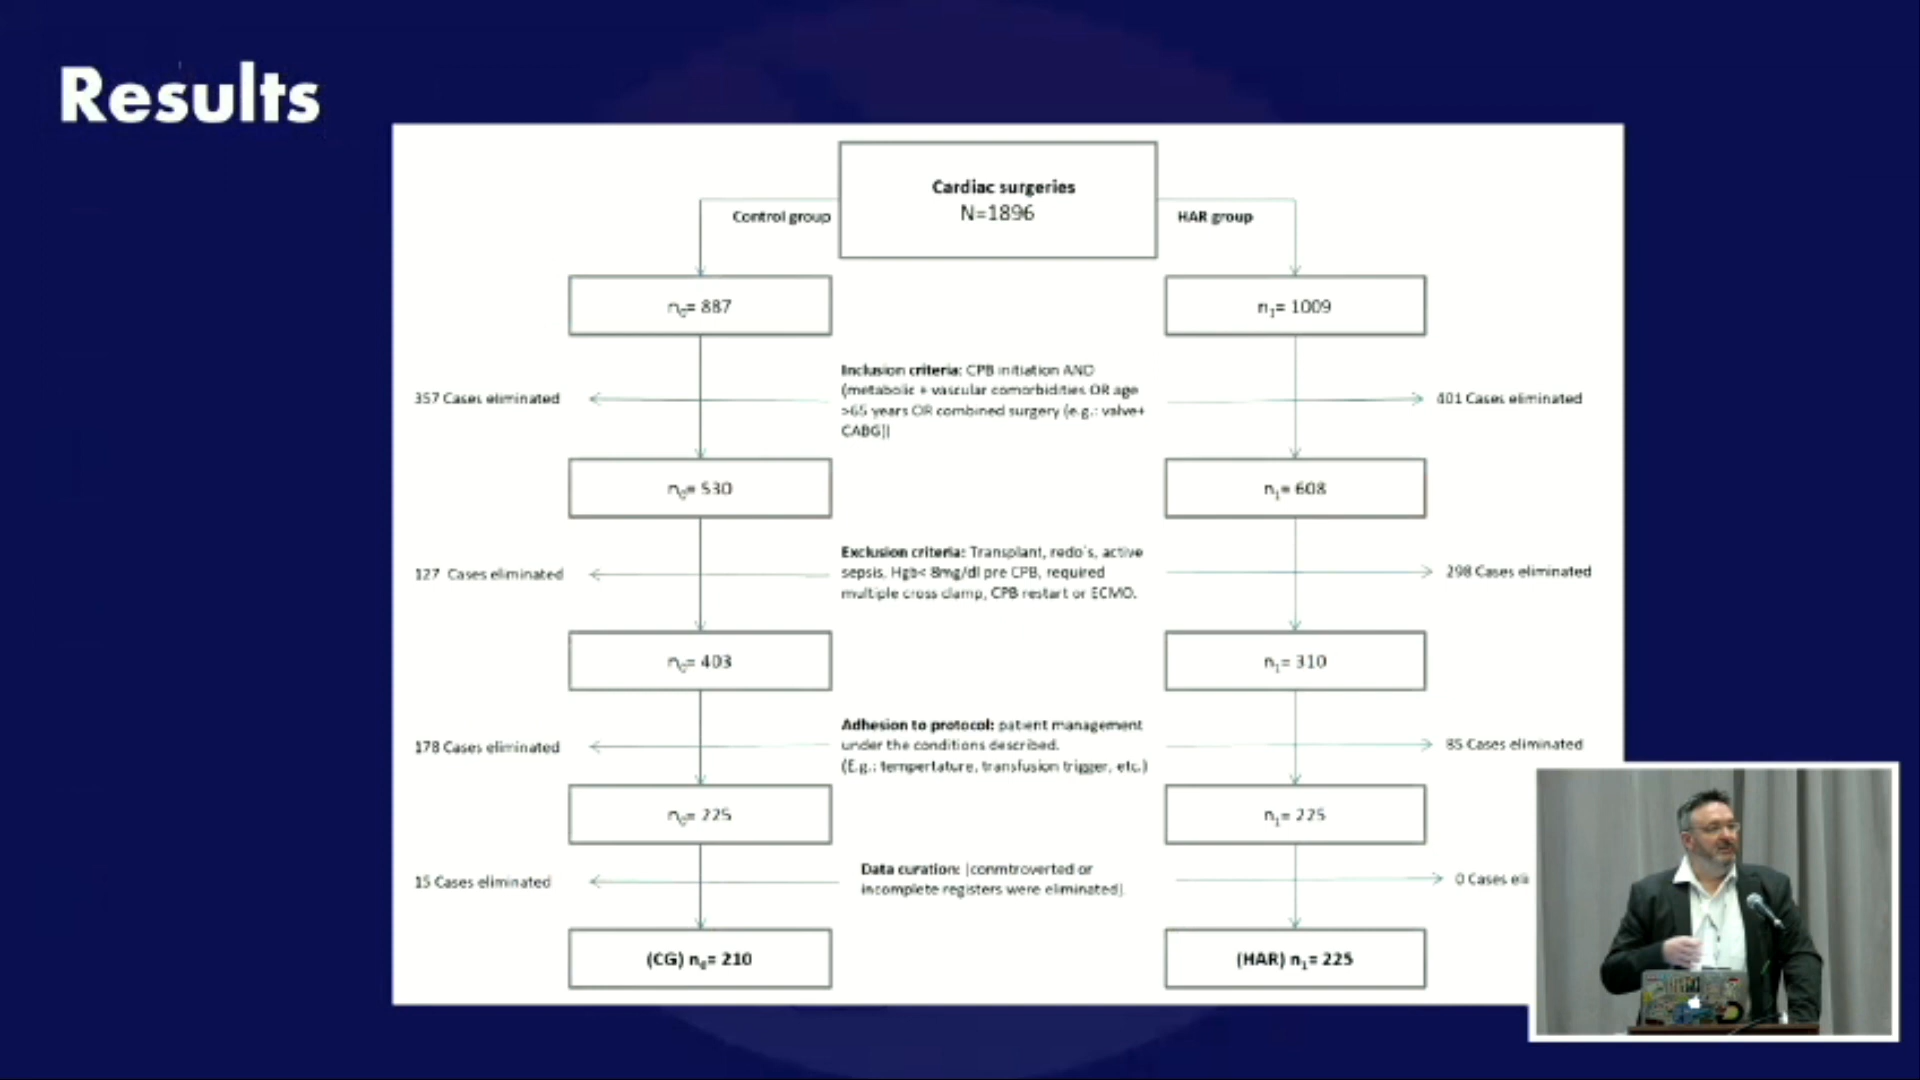 Results
Cardiac surgeries
N=1896
Control group
HAR group
n0= 887
n1= 1009
Inclusion criteria: CPB initiation AND
(metabolic + vascular comorbidities OR age
>65 years OR combined surgery (e.g.: valve+
CABG))
357 Cases eliminated
401 Cases eliminated
n0= 530
n1= 608
Exclusion criteria: Transplant, redo's, active
sepsis, Hgb< 8mg/dl pre CPB, required
multiple cross clamp, CPB restart or ECMO.
127 Cases eliminated
298 Cases eliminated
n0= 403
n1= 310
Adhesion to protocol: patient management
under the conditions described.
(E.g.: tempertature, transfusion trigger, etc.)
178 Cases eliminated
85 Cases eliminated
n0= 225
n1= 225
Data curation: (conmtroverted or
incomplete registers were eliminated).
15 Cases eliminated
0 Cases eli
(CG) n0= 210
(HAR) n1= 225